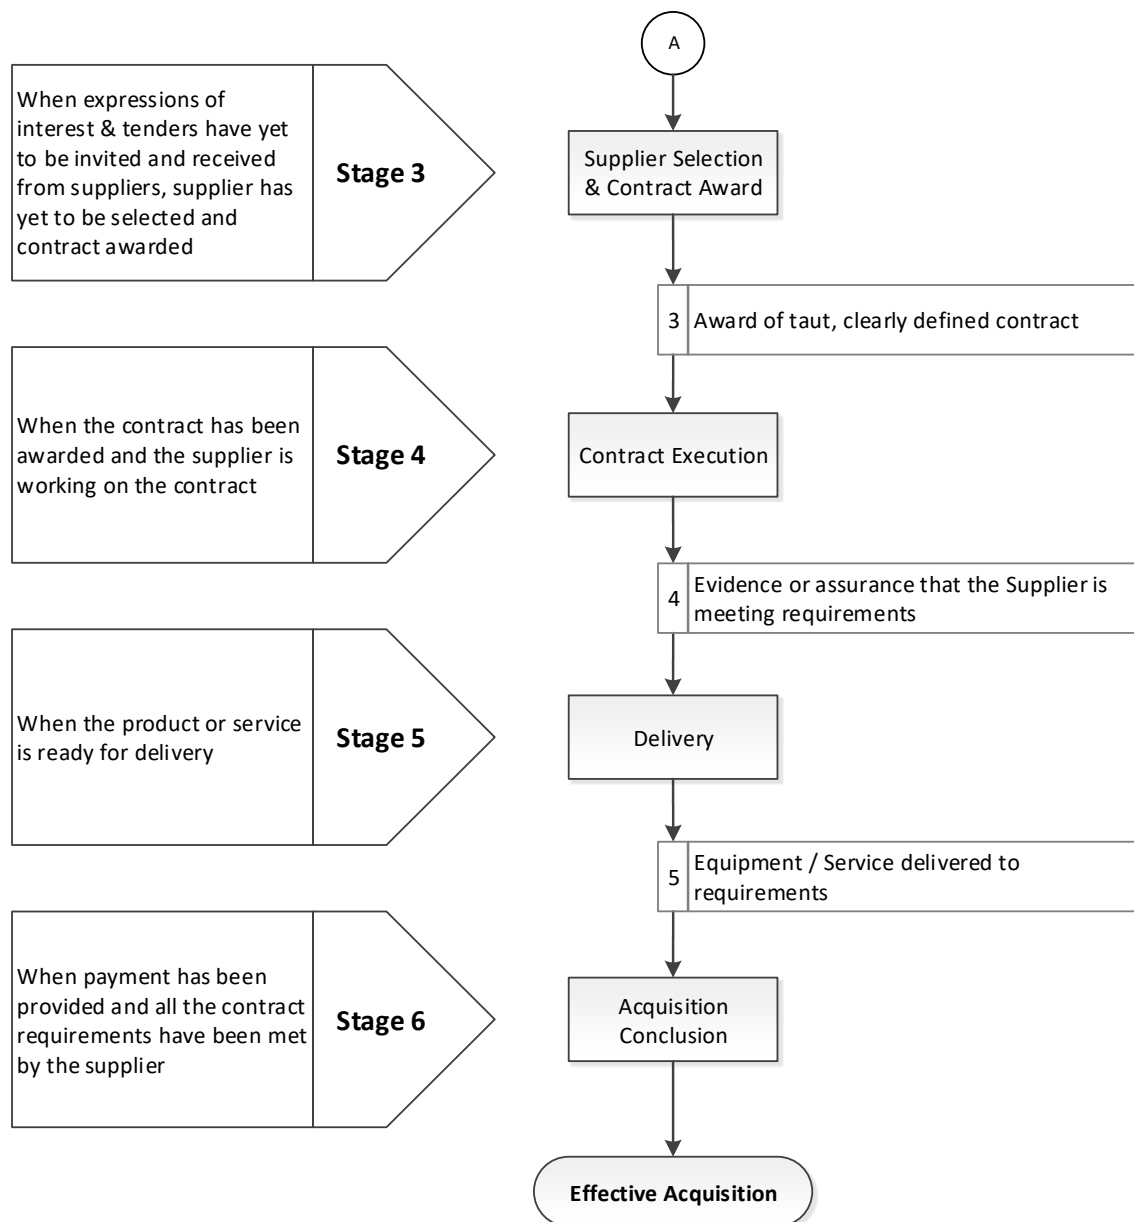 A
When expressions of
interest & tenders have yet
to be invited and received
from suppliers, supplier has
yet to be selected and
contract awarded
Stage 3
Supplier Selection
& Contract Award
3
Award of taut, clearly defined contract
When the contract has been
awarded and the supplier is
working on the contract
Stage 4
Contract Execution
4
Evidence or assurance that the Supplier is
meeting requirements
When the product or service
is ready for delivery
Stage 5
Delivery
5
Equipment / Service delivered to
requirements
When payment has been
provided and all the contract
requirements have been met
by the supplier
Stage 6
Acquisition
Conclusion
Effective Acquisition